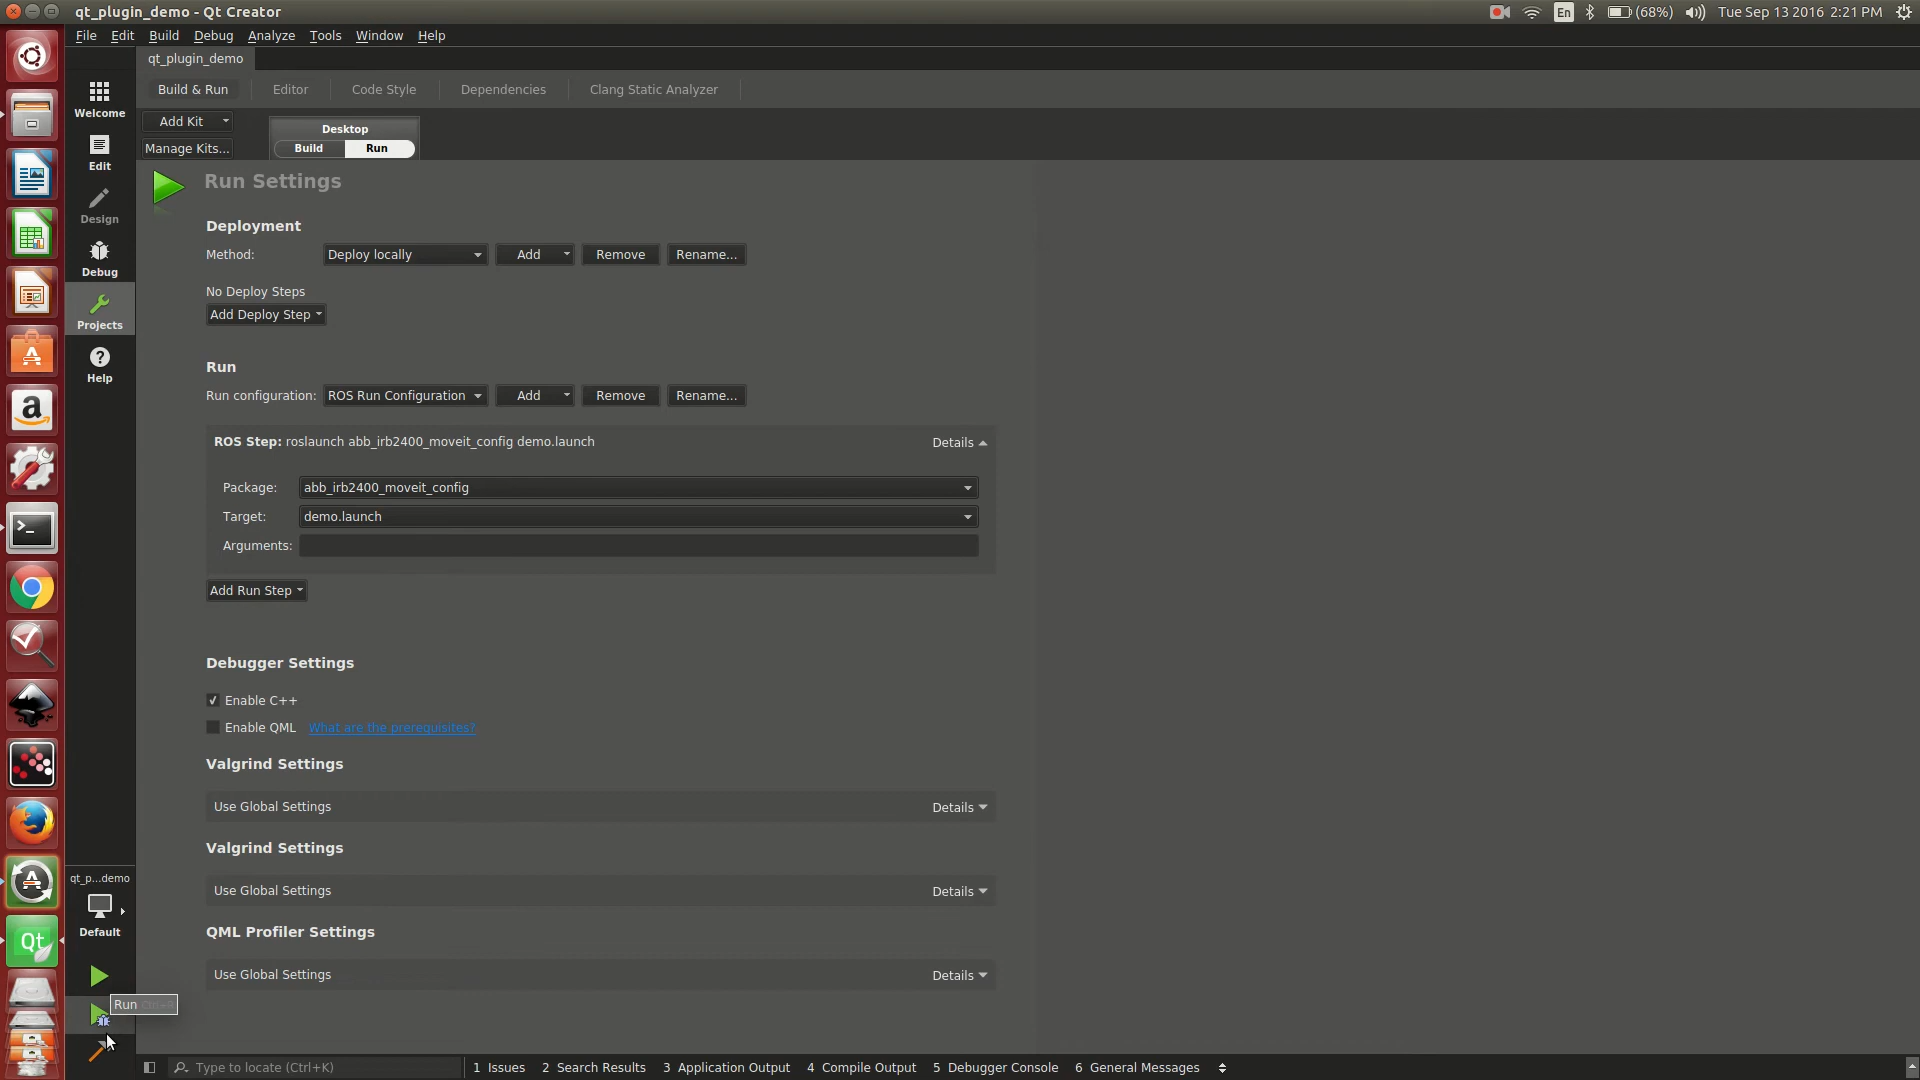 qt_plugin_demo - Qt Creator
En
(68%)
Tue Sep 13 2016 2:21 PM
File Edit Build Debug Analyze Tools Window Help
qt_plugin_demo
Build & Run Editor Code Style Dependencies Clang Static Analyzer
Welcome
Edit
Design
Debug
Projects
Help
Add Kit
Manage Kits...
Desktop
Build Run
Run Settings
Deployment
Method: Deploy locally Add Remove Rename...
No Deploy Steps
Add Deploy Step
Run
Run configuration: ROS Run Configuration Add Remove Rename...
ROS Step: roslaunch abb_irb2400_moveit_config demo.launch Details
Package: abb_irb2400_moveit_config
Target: demo.launch
Arguments:
Add Run Step
Debugger Settings
Enable C++
Enable QML What are the prerequisites?
Valgrind Settings
Use Global Settings Details
Valgrind Settings
Use Global Settings Details
QML Profiler Settings
Use Global Settings Details
qt_p...demo
Default
Run Ctrl+R
Qt
a
Type to locate (Ctrl+K) 1 Issues 2 Search Results 3 Application Output 4 Compile Output 5 Debugger Console 6 General Messages